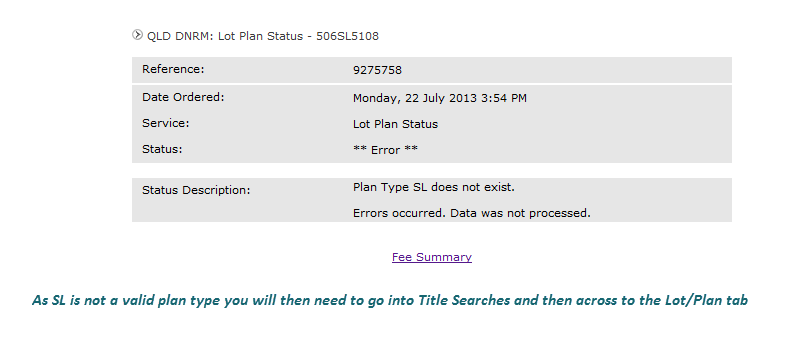 QLD DNRM: Lot Plan Status - 506SL5108
Reference: 9275758
Date Ordered: Monday, 22 July 2013 3:54 PM
Service: Lot Plan Status
Status: ** Error **
Status Description: Plan Type SL does not exist.
Errors occurred. Data was not processed.
Fee Summary
As SL is not a valid plan type you will then need to go into Title Searches and then across to the Lot/Plan tab